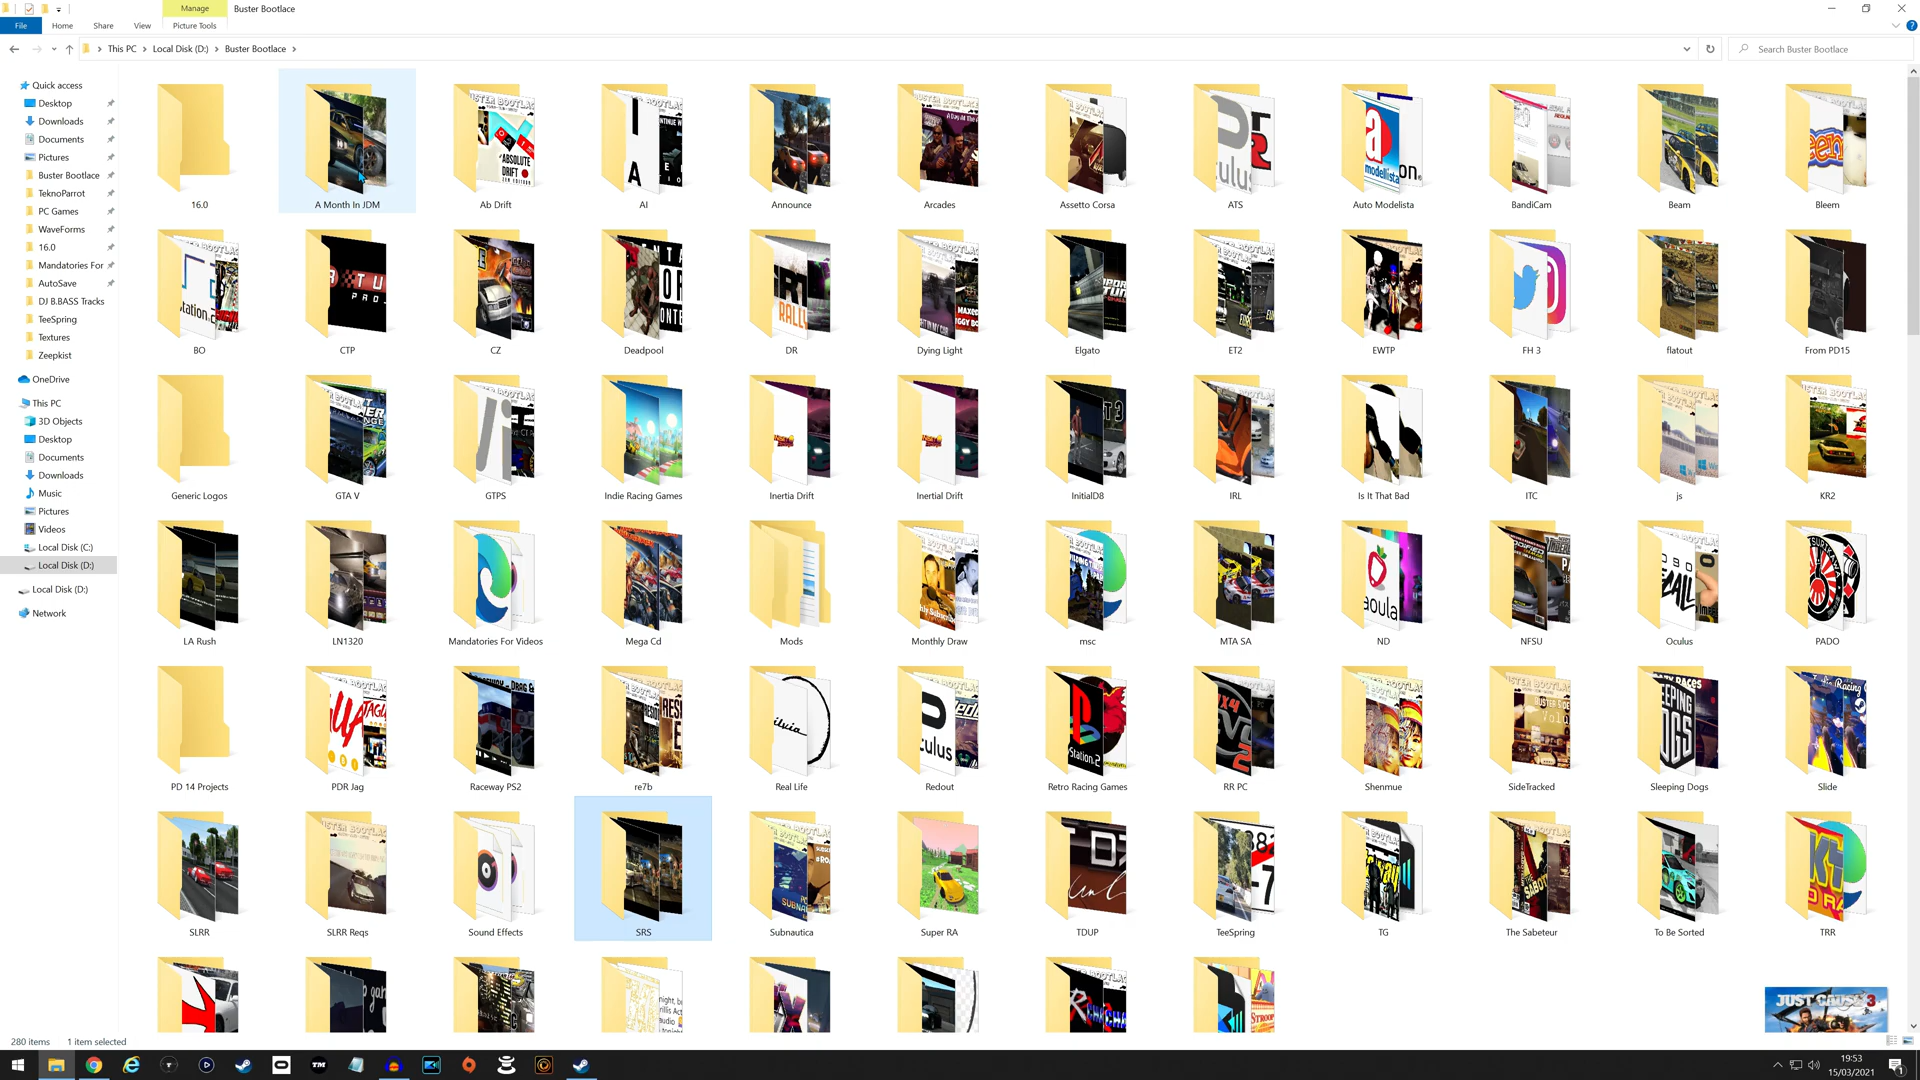 Manage
Buster Bootlace
File
Home
Share
View
Picture Tools
This PC
Local Disk (D:)
Buster Bootlace
Search Buster Bootlace
Quick access
Desktop
Downloads
Documents
Pictures
Buster Bootlace
TeknoParrot
PC Games
WaveForms
16.0
Mandatories For
AutoSave
DJ B.BASS Tracks
TeeSpring
Textures
Zeepkist
OneDrive
This PC
3D Objects
Desktop
Documents
Downloads
Music
Pictures
Videos
Local Disk (C:)
Local Disk (D:)
Local Disk (D:)
Network
16.0
A Month In JDM
Ab Drift
AI
Announce
Arcades
Assetto Corsa
ATS
Auto Modelista
BandiCam
Beam
Bleem
BO
CTP
CZ
Deadpool
DR
Dying Light
Elgato
ET2
EWTP
FH 3
flatout
From PD15
Generic Logos
GTA V
GTPS
Indie Racing Games
Inertia Drift
Inertial Drift
InitialD8
IRL
Is It That Bad
ITC
js
KR2
LA Rush
LN1320
Mandatories For Videos
Mega Cd
Mods
Monthly Draw
msc
MTA SA
ND
NFSU
Oculus
PADO
PD 14 Projects
PDR Jag
Raceway PS2
re7b
Real Life
Redout
Retro Racing Games
RR PC
Shenmue
SideTracked
Sleeping Dogs
Slide
SLRR
SLRR Reqs
Sound Effects
SRS
Subnautica
Super RA
TDUP
TeeSpring
TG
The Sabeteur
To Be Sorted
TRR
JUST CAUSE 3
280 items
1 item selected
19:53
15/03/2021